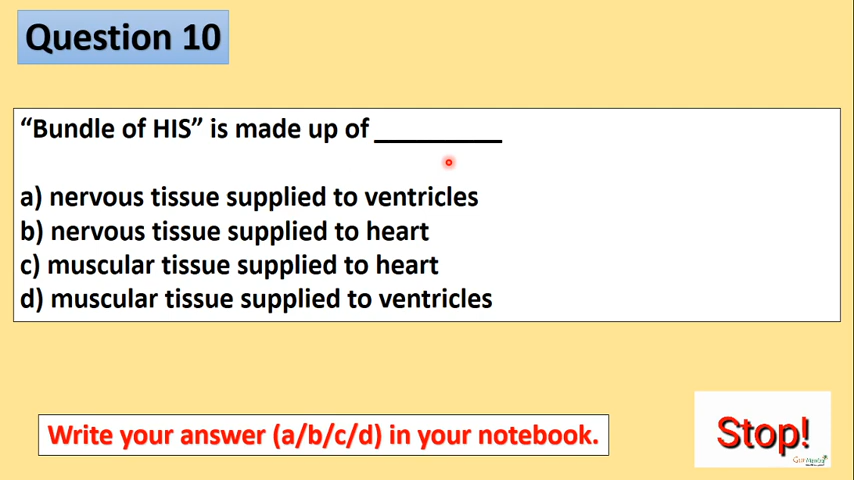 Question 10
“Bundle of HIS” is made up of __________
a) nervous tissue supplied to ventricles
b) nervous tissue supplied to heart
c) muscular tissue supplied to heart
d) muscular tissue supplied to ventricles
Write your answer (a/b/c/d) in your notebook.
Stop!